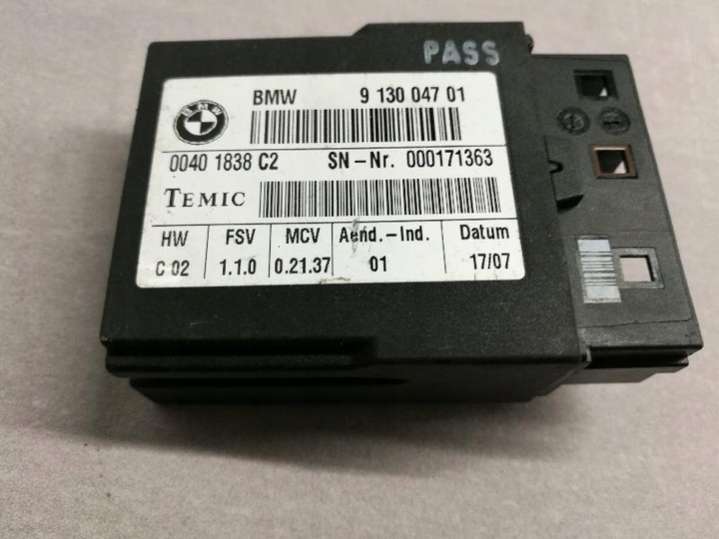 PASS
BMW
BMW 9 130 047 01
0040 1838 C2 SN-Nr. 000171363
TEMIC
HW FSV MCV Aend.-Ind. Datum
C 02 1.1.0 0.21.37 01 17/07